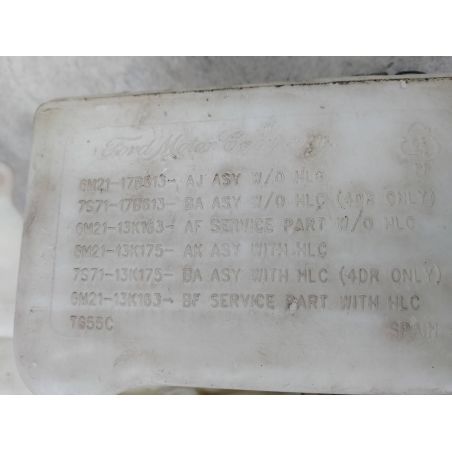 Ford Motor Company
6M21-17B613- AJ ASY W/O HLC
7S71-17B613- BA ASY W/O HLC (4DR ONLY)
6M21-13K163- AF SERVICE PART W/O HLC
6M21-13K175- AK ASY WITH HLC
7S71-13K175- BA ASY WITH HLC (4DR ONLY)
6M21-13K163- BF SERVICE PART WITH HLC
7655C
SPAIN